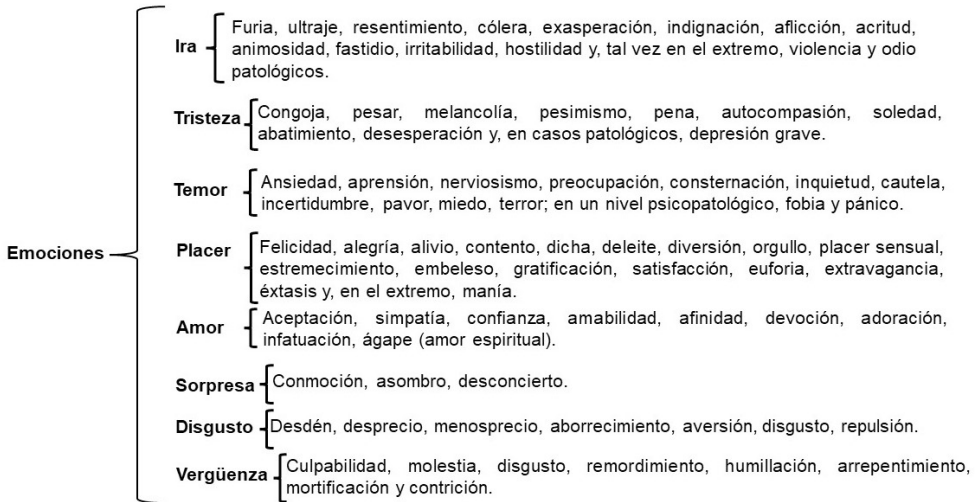 Ira
Furia, ultraje, resentimiento, cólera, exasperación, indignación, aflicción, acritud,
animosidad, fastidio, irritabilidad, hostilidad y, tal vez en el extremo, violencia y odio
patológicos.
Tristeza
Congoja, pesar, melancolía, pesimismo, pena, autocompasión, soledad,
abatimiento, desesperación y, en casos patológicos, depresión grave.
Temor
Ansiedad, aprensión, nerviosismo, preocupación, consternación, inquietud, cautela,
incertidumbre, pavor, miedo, terror; en un nivel psicopatológico, fobia y pánico.
Emociones
Placer
Felicidad, alegría, alivio, contento, dicha, deleite, diversión, orgullo, placer sensual,
estremecimiento, embeleso, gratificación, satisfacción, euforia, extravagancia,
éxtasis y, en el extremo, manía.
Amor
Aceptación, simpatía, confianza, amabilidad, afinidad, devoción, adoración,
infatuación, ágape (amor espiritual).
Sorpresa
Conmoción, asombro, desconcierto.
Disgusto
Desdén, desprecio, menosprecio, aborrecimiento, aversión, disgusto, repulsión.
Vergüenza
Culpabilidad, molestia, disgusto, remordimiento, humillación, arrepentimiento,
mortificación y contrición.